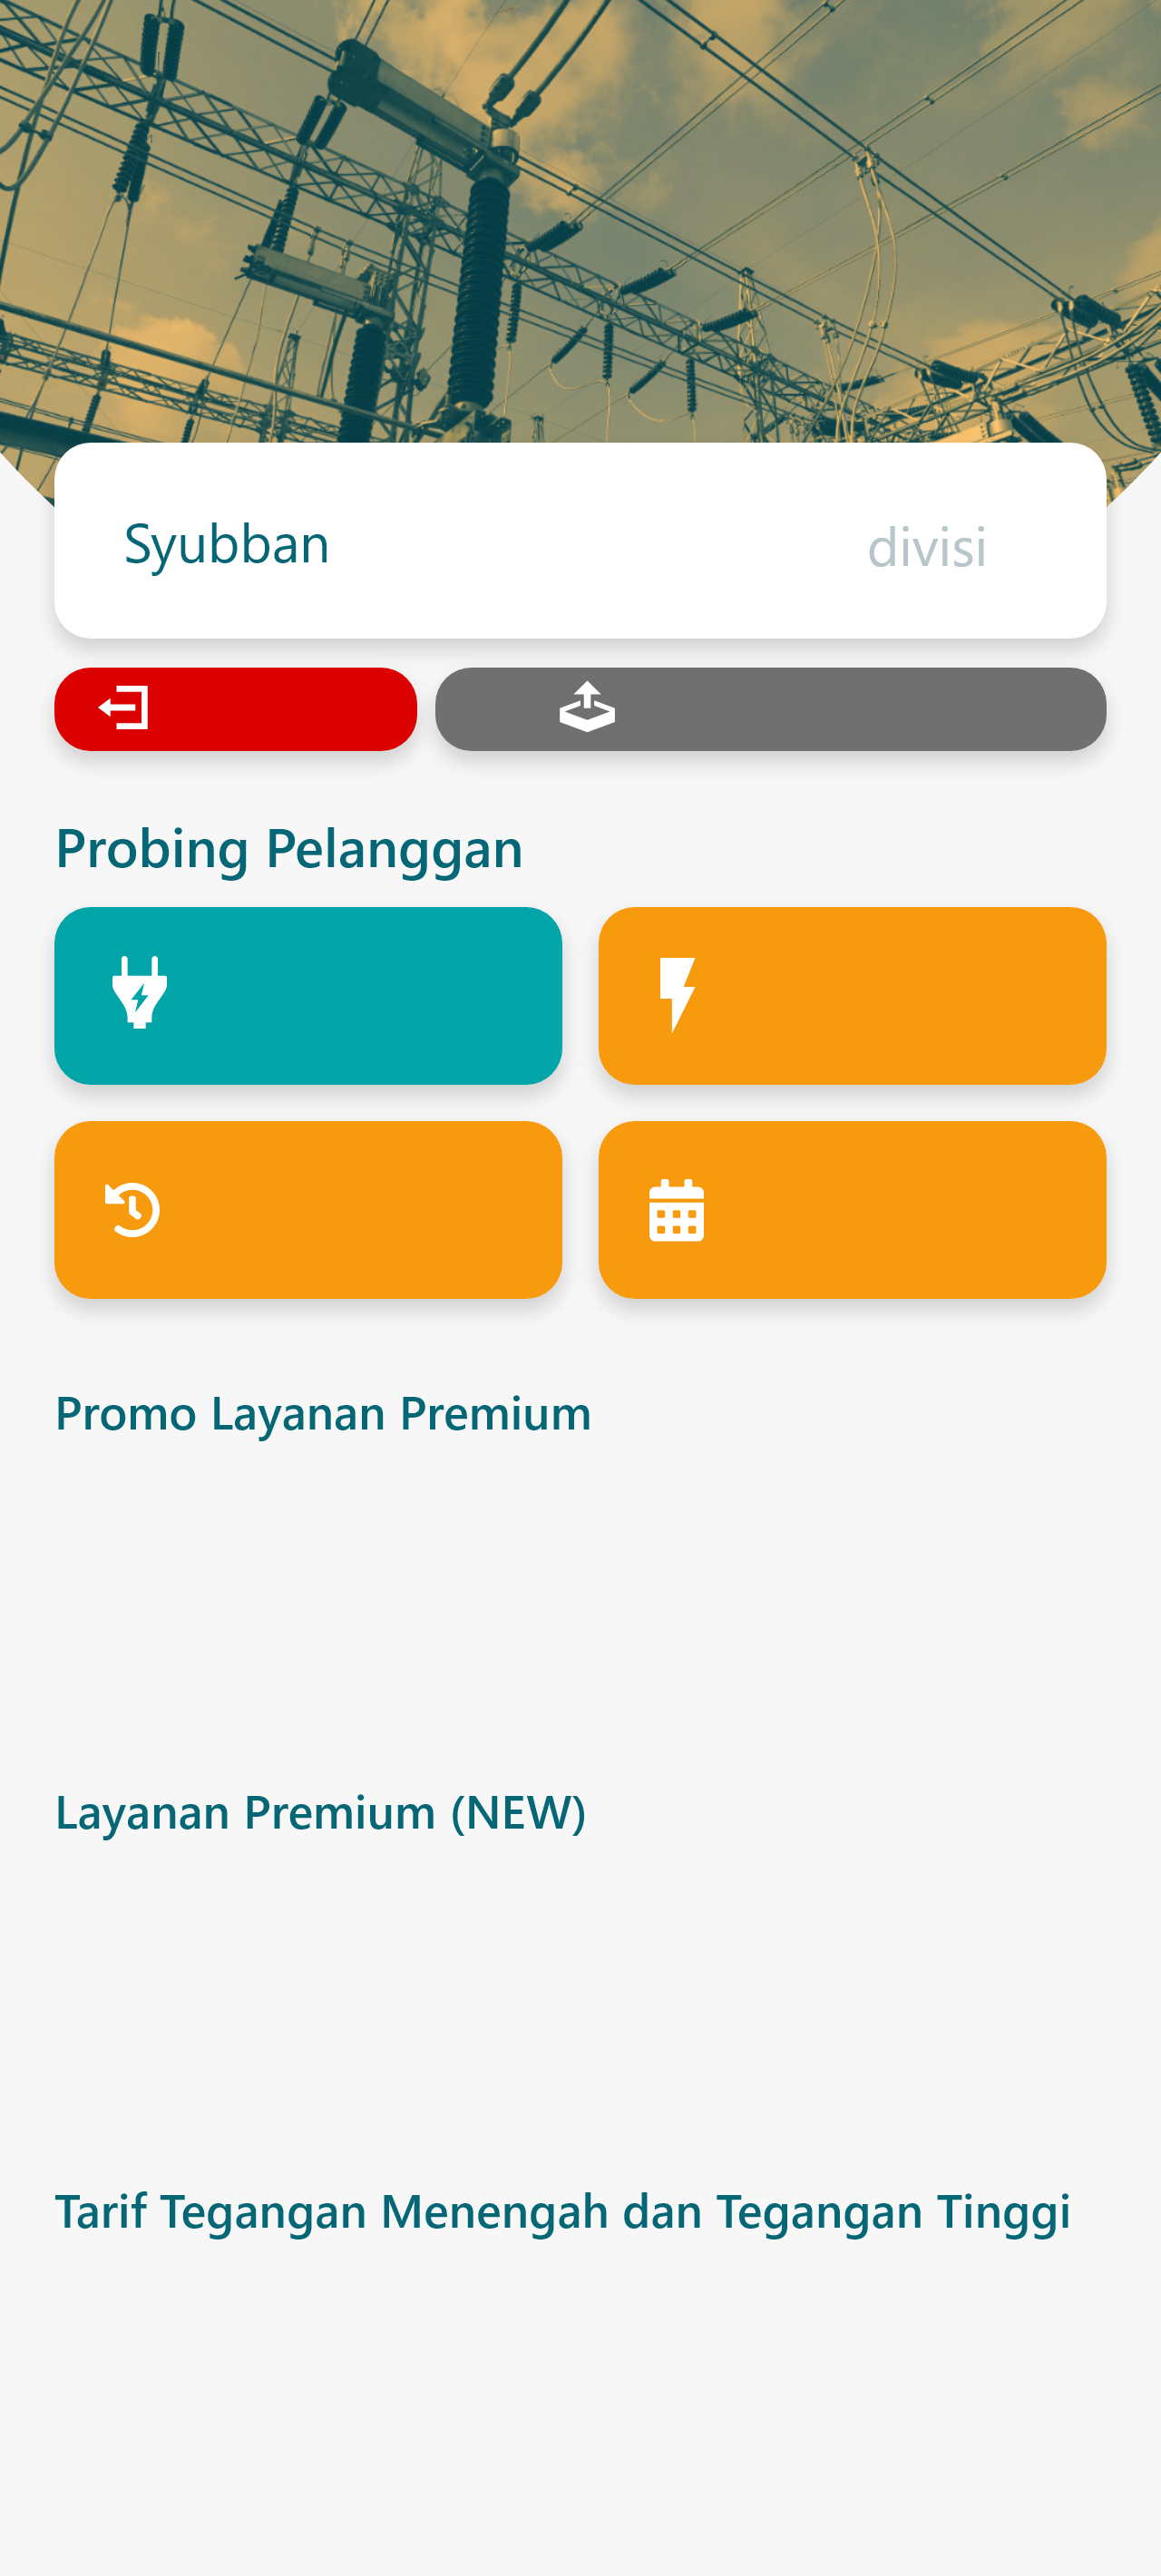 Syubban
divisi
Probing Pelanggan
Promo Layanan Premium
Layanan Premium (NEW)
Tarif Tegangan Menengah dan Tegangan Tinggi